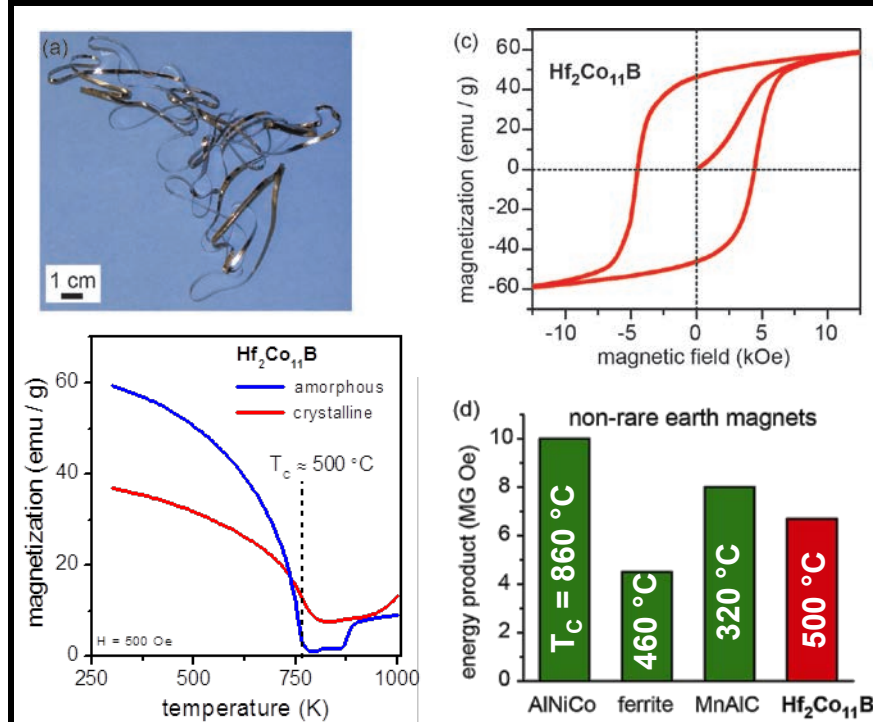 (a)
1 cm
(c)
Hf₂Co₁₁B
magnetization (emu / g)
60
40
20
0
-20
-40
-60
-10
-5
0
5
10
magnetic field (kOe)
Hf₂Co₁₁B
amorphous
crystalline
T_C ≈ 500 °C
magnetization (emu / g)
60
40
20
0
H = 500 Oe
250
500
750
1000
temperature (K)
(d)
non-rare earth magnets
energy product (MG Oe)
10
8
6
4
2
0
T_C = 860 °C
460 °C
320 °C
500 °C
AlNiCo
ferrite
MnAlC
Hf₂Co₁₁B